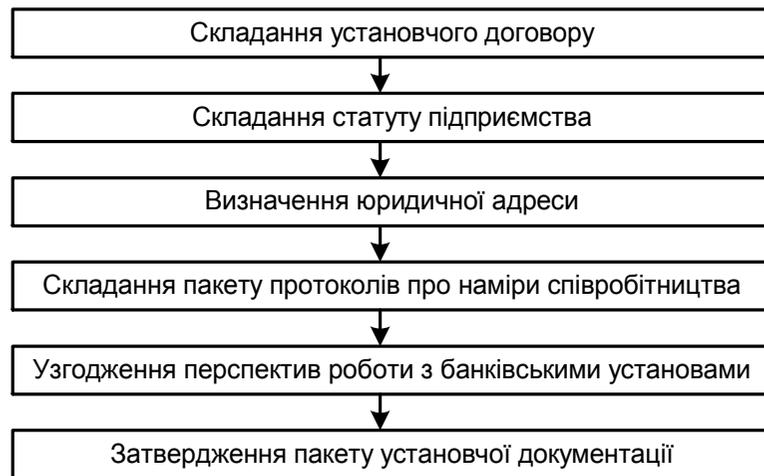 Складання установчого договору
Складання статуту підприємства
Визначення юридичної адреси
Складання пакету протоколів про наміри співробітництва
Узгодження перспектив роботи з банківськими установами
Затвердження пакету установчої документації